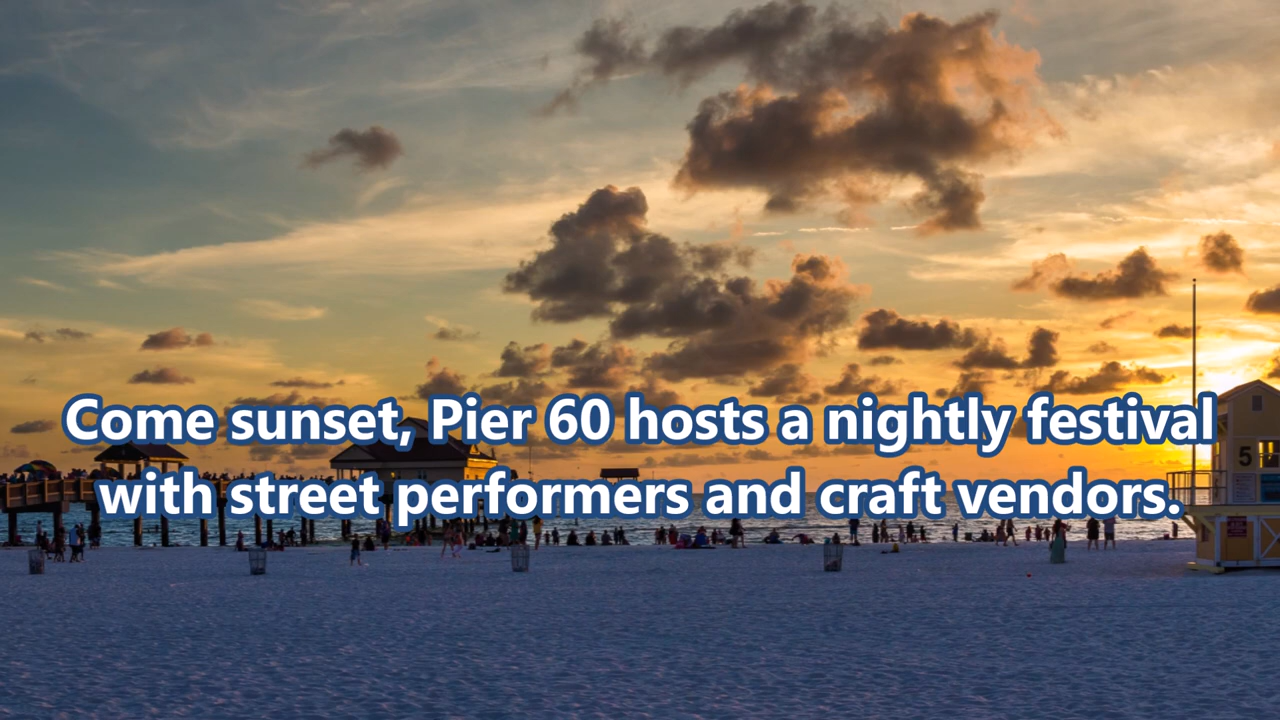 Come sunset, Pier 60 hosts a nightly festival
with street performers and craft vendors.
5